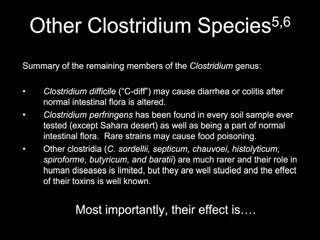 Other Clostridium Species5,6
Summary of the remaining members of the Clostridium genus:
• Clostridium difficile (“C-diff”) may cause diarrhea or colitis after
normal intestinal flora is altered.
• Clostridium perfringens has been found in every soil sample ever
tested (except Sahara desert) as well as being a part of normal
intestinal flora. Rare strains may cause food poisoning.
• Other clostridia (C. sordellii, septicum, chauvoei, histolyticum,
spiroforme, butyricum, and baratii) are much rarer and their role in
human diseases is limited, but they are well studied and the effect
of their toxins is well known.
Most importantly, their effect is….